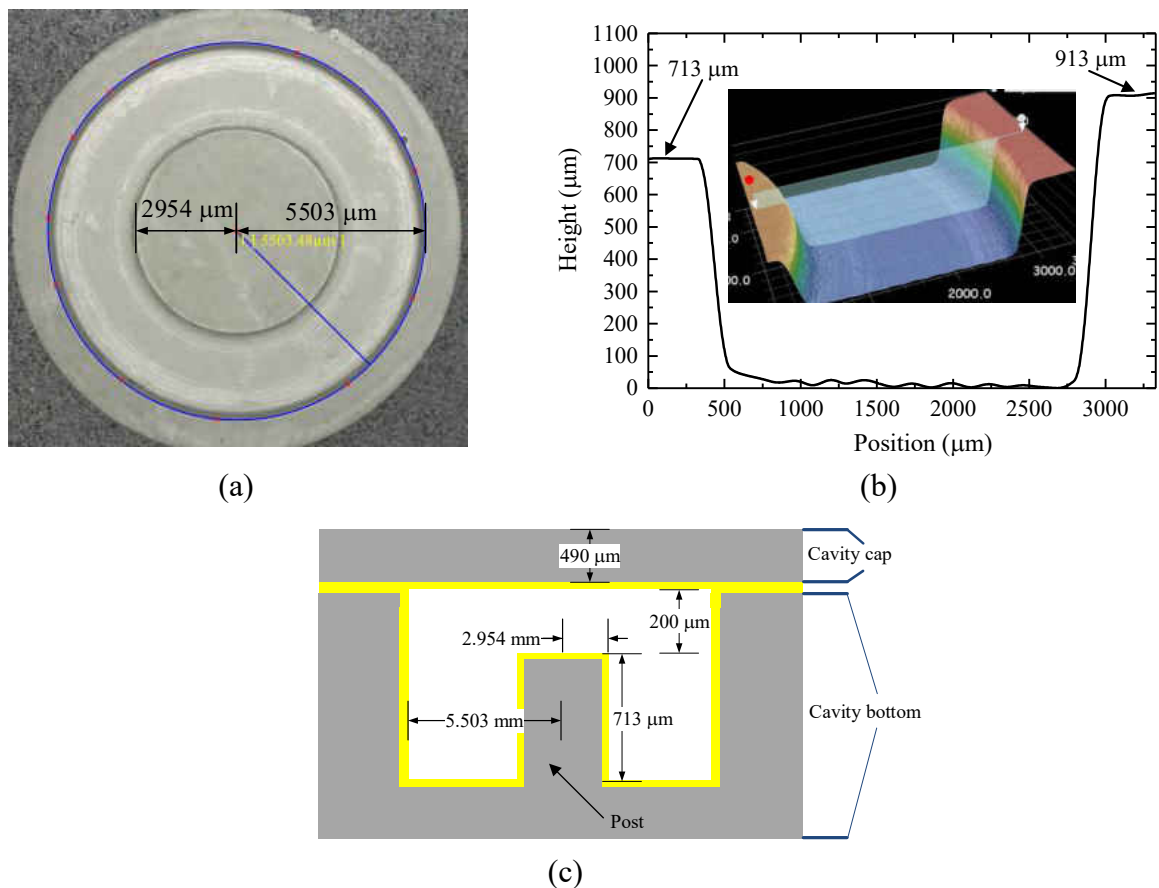 2954 μm
5503 μm
(a)
1100
1000
900
800
700
600
500
400
300
200
100
0
Height (μm)
713 μm
913 μm
3000.0
2000.0
00.0
0 500 1000 1500 2000 2500 3000
Position (μm)
(b)
490 μm
Cavity cap
200 μm
2.954 mm
5.503 mm
713 μm
Cavity bottom
Post
(c)